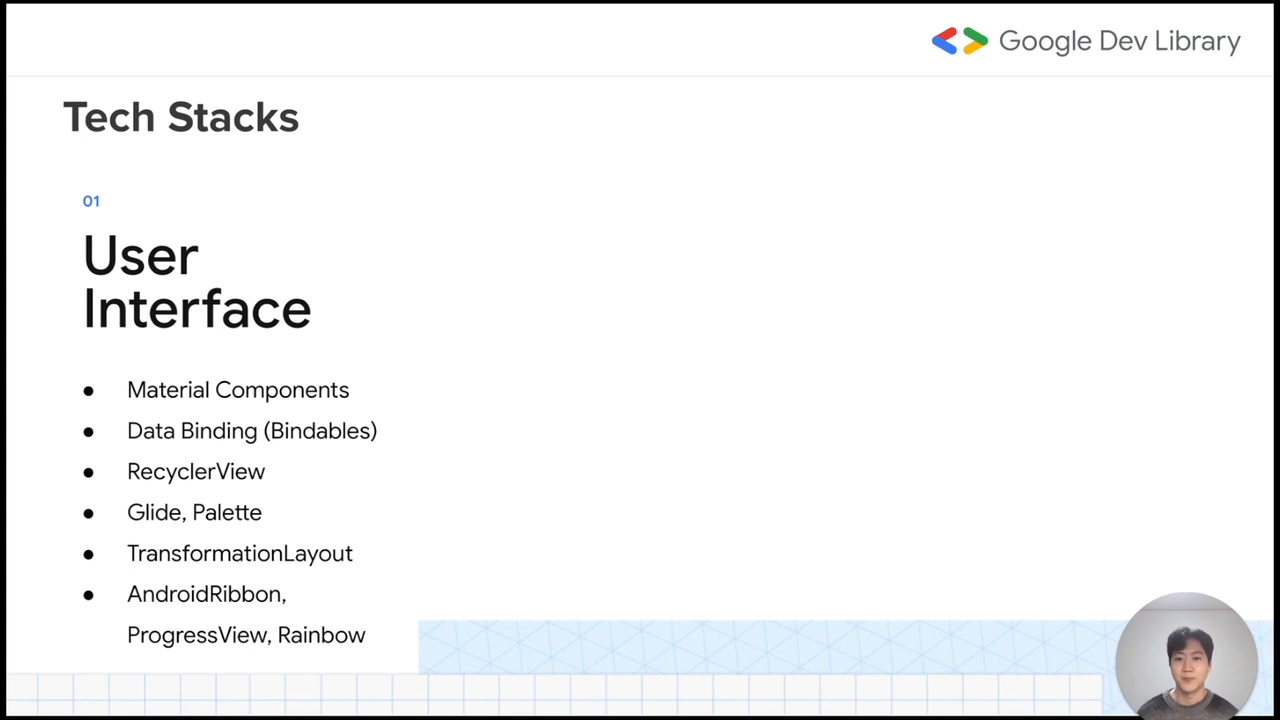 Google Dev Library
Tech Stacks
01
User
Interface
● Material Components
● Data Binding (Bindables)
● RecyclerView
● Glide, Palette
● TransformationLayout
● AndroidRibbon,
ProgressView, Rainbow